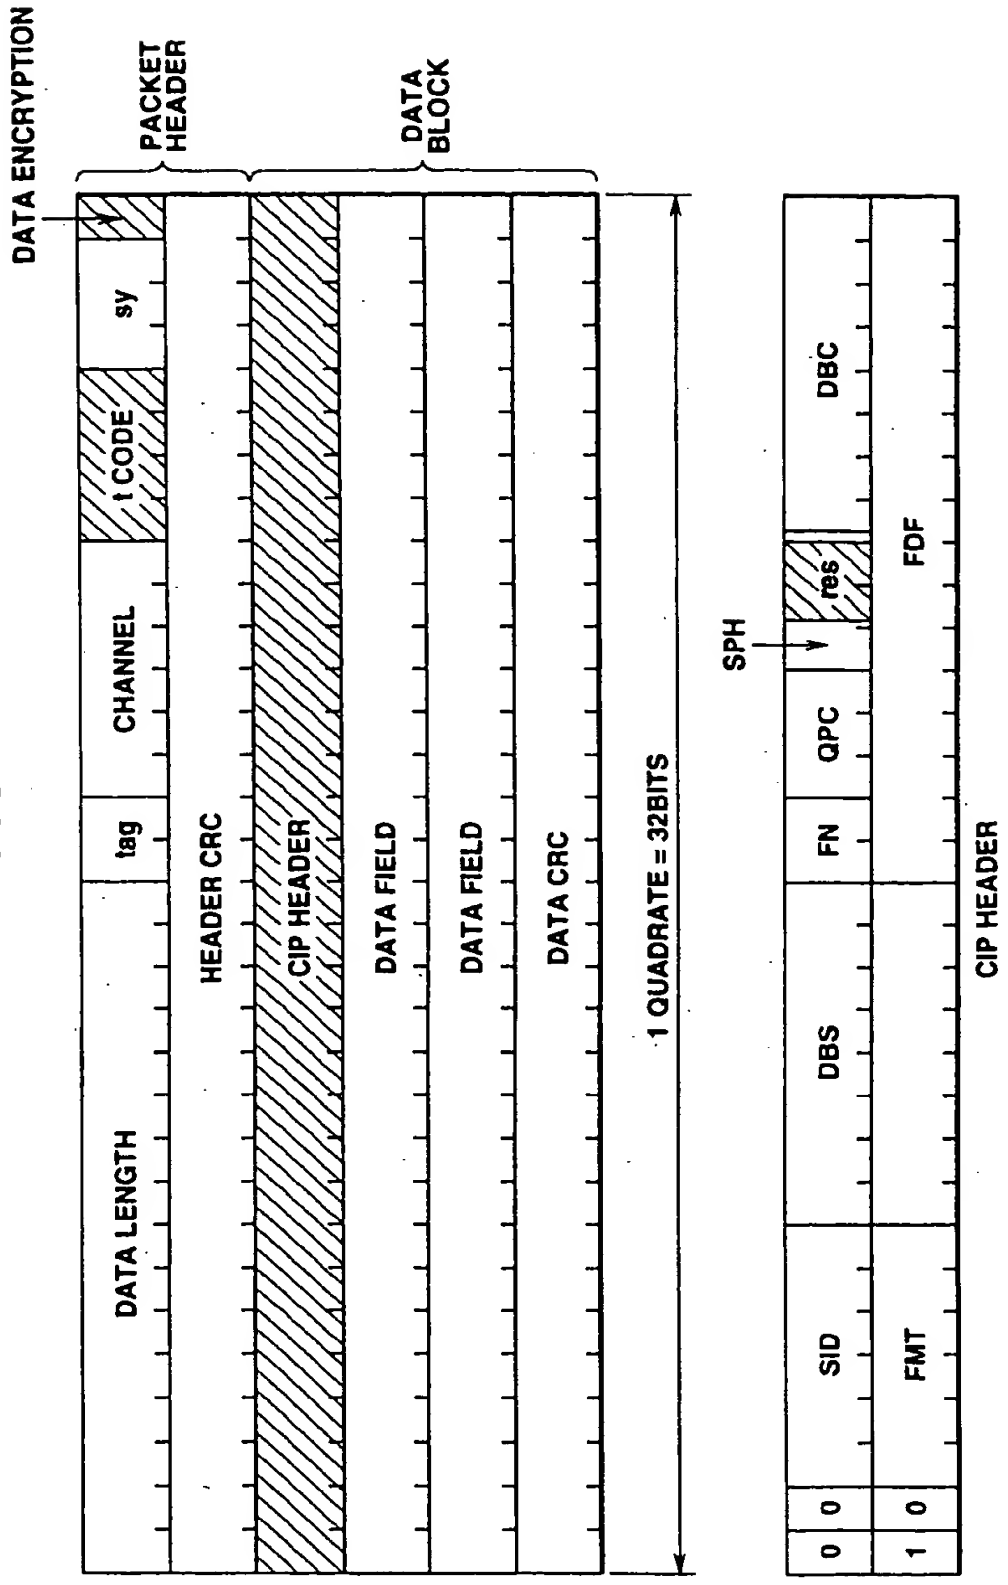 DATA ENCRYPTION
DATA LENGTH tag CHANNEL t CODE sy
PACKET
HEADER
HEADER CRC
CIP HEADER
DATA FIELD
DATA
BLOCK
DATA FIELD
DATA CRC
1 QUADRATE = 32BITS
SPH
0 0 SID DBS FN QPC res DBC
1 0 FMT FDF
CIP HEADER